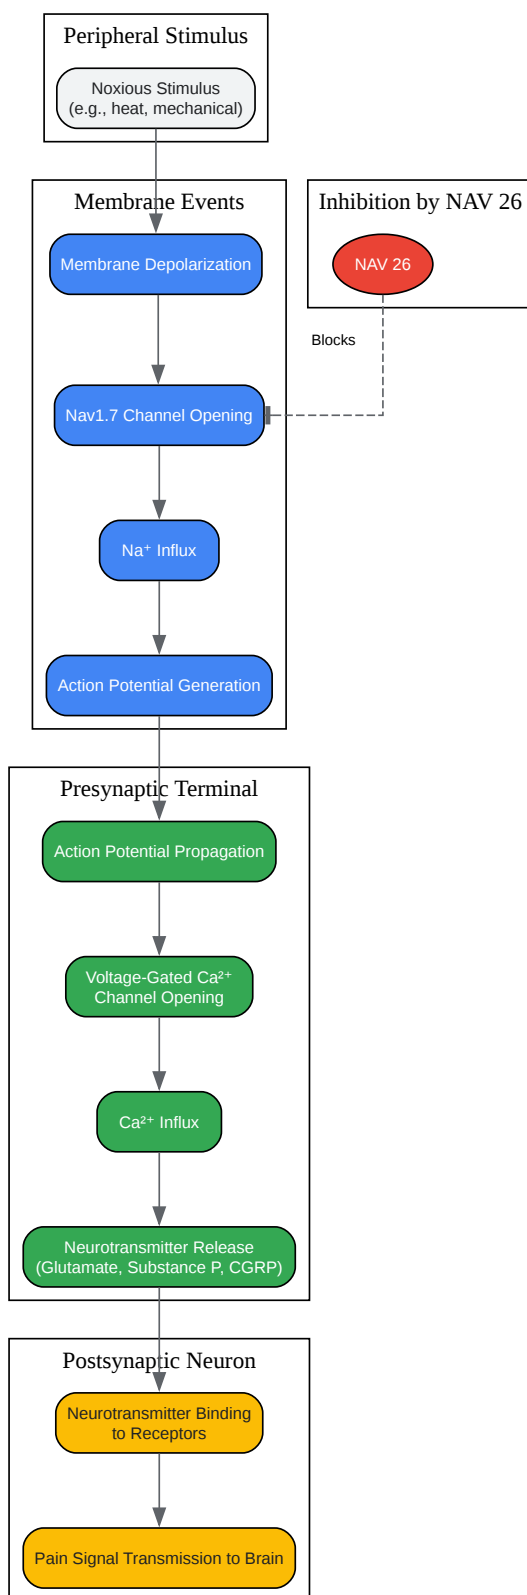 Peripheral Stimulus
Noxious Stimulus
(e.g., heat, mechanical)
Membrane Events
Inhibition by NAV 26
Membrane Depolarization
NAV 26
Blocks
Nav1.7 Channel Opening
Na⁺ Influx
Action Potential Generation
Presynaptic Terminal
Action Potential Propagation
Voltage-Gated Ca²⁺
Channel Opening
Ca²⁺ Influx
Neurotransmitter Release
(Glutamate, Substance P, CGRP)
Postsynaptic Neuron
Neurotransmitter Binding
to Receptors
Pain Signal Transmission to Brain